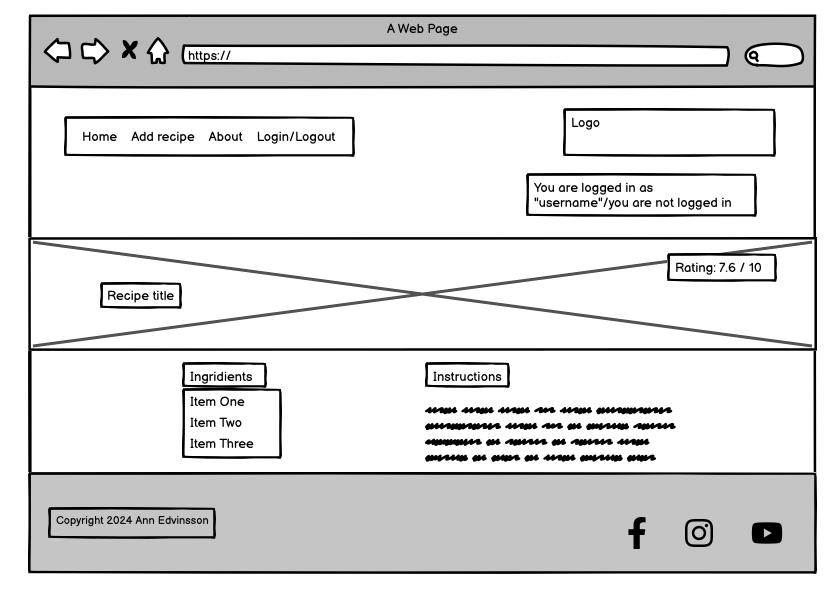 A Web Page
https://
Home Add recipe About Login/Logout
Logo
You are logged in as
"username"/you are not logged in
Rating: 7.6 / 10
Recipe title
Ingridients
Instructions
Item One
Item Two
Item Three
Copyright 2024 Ann Edvinsson